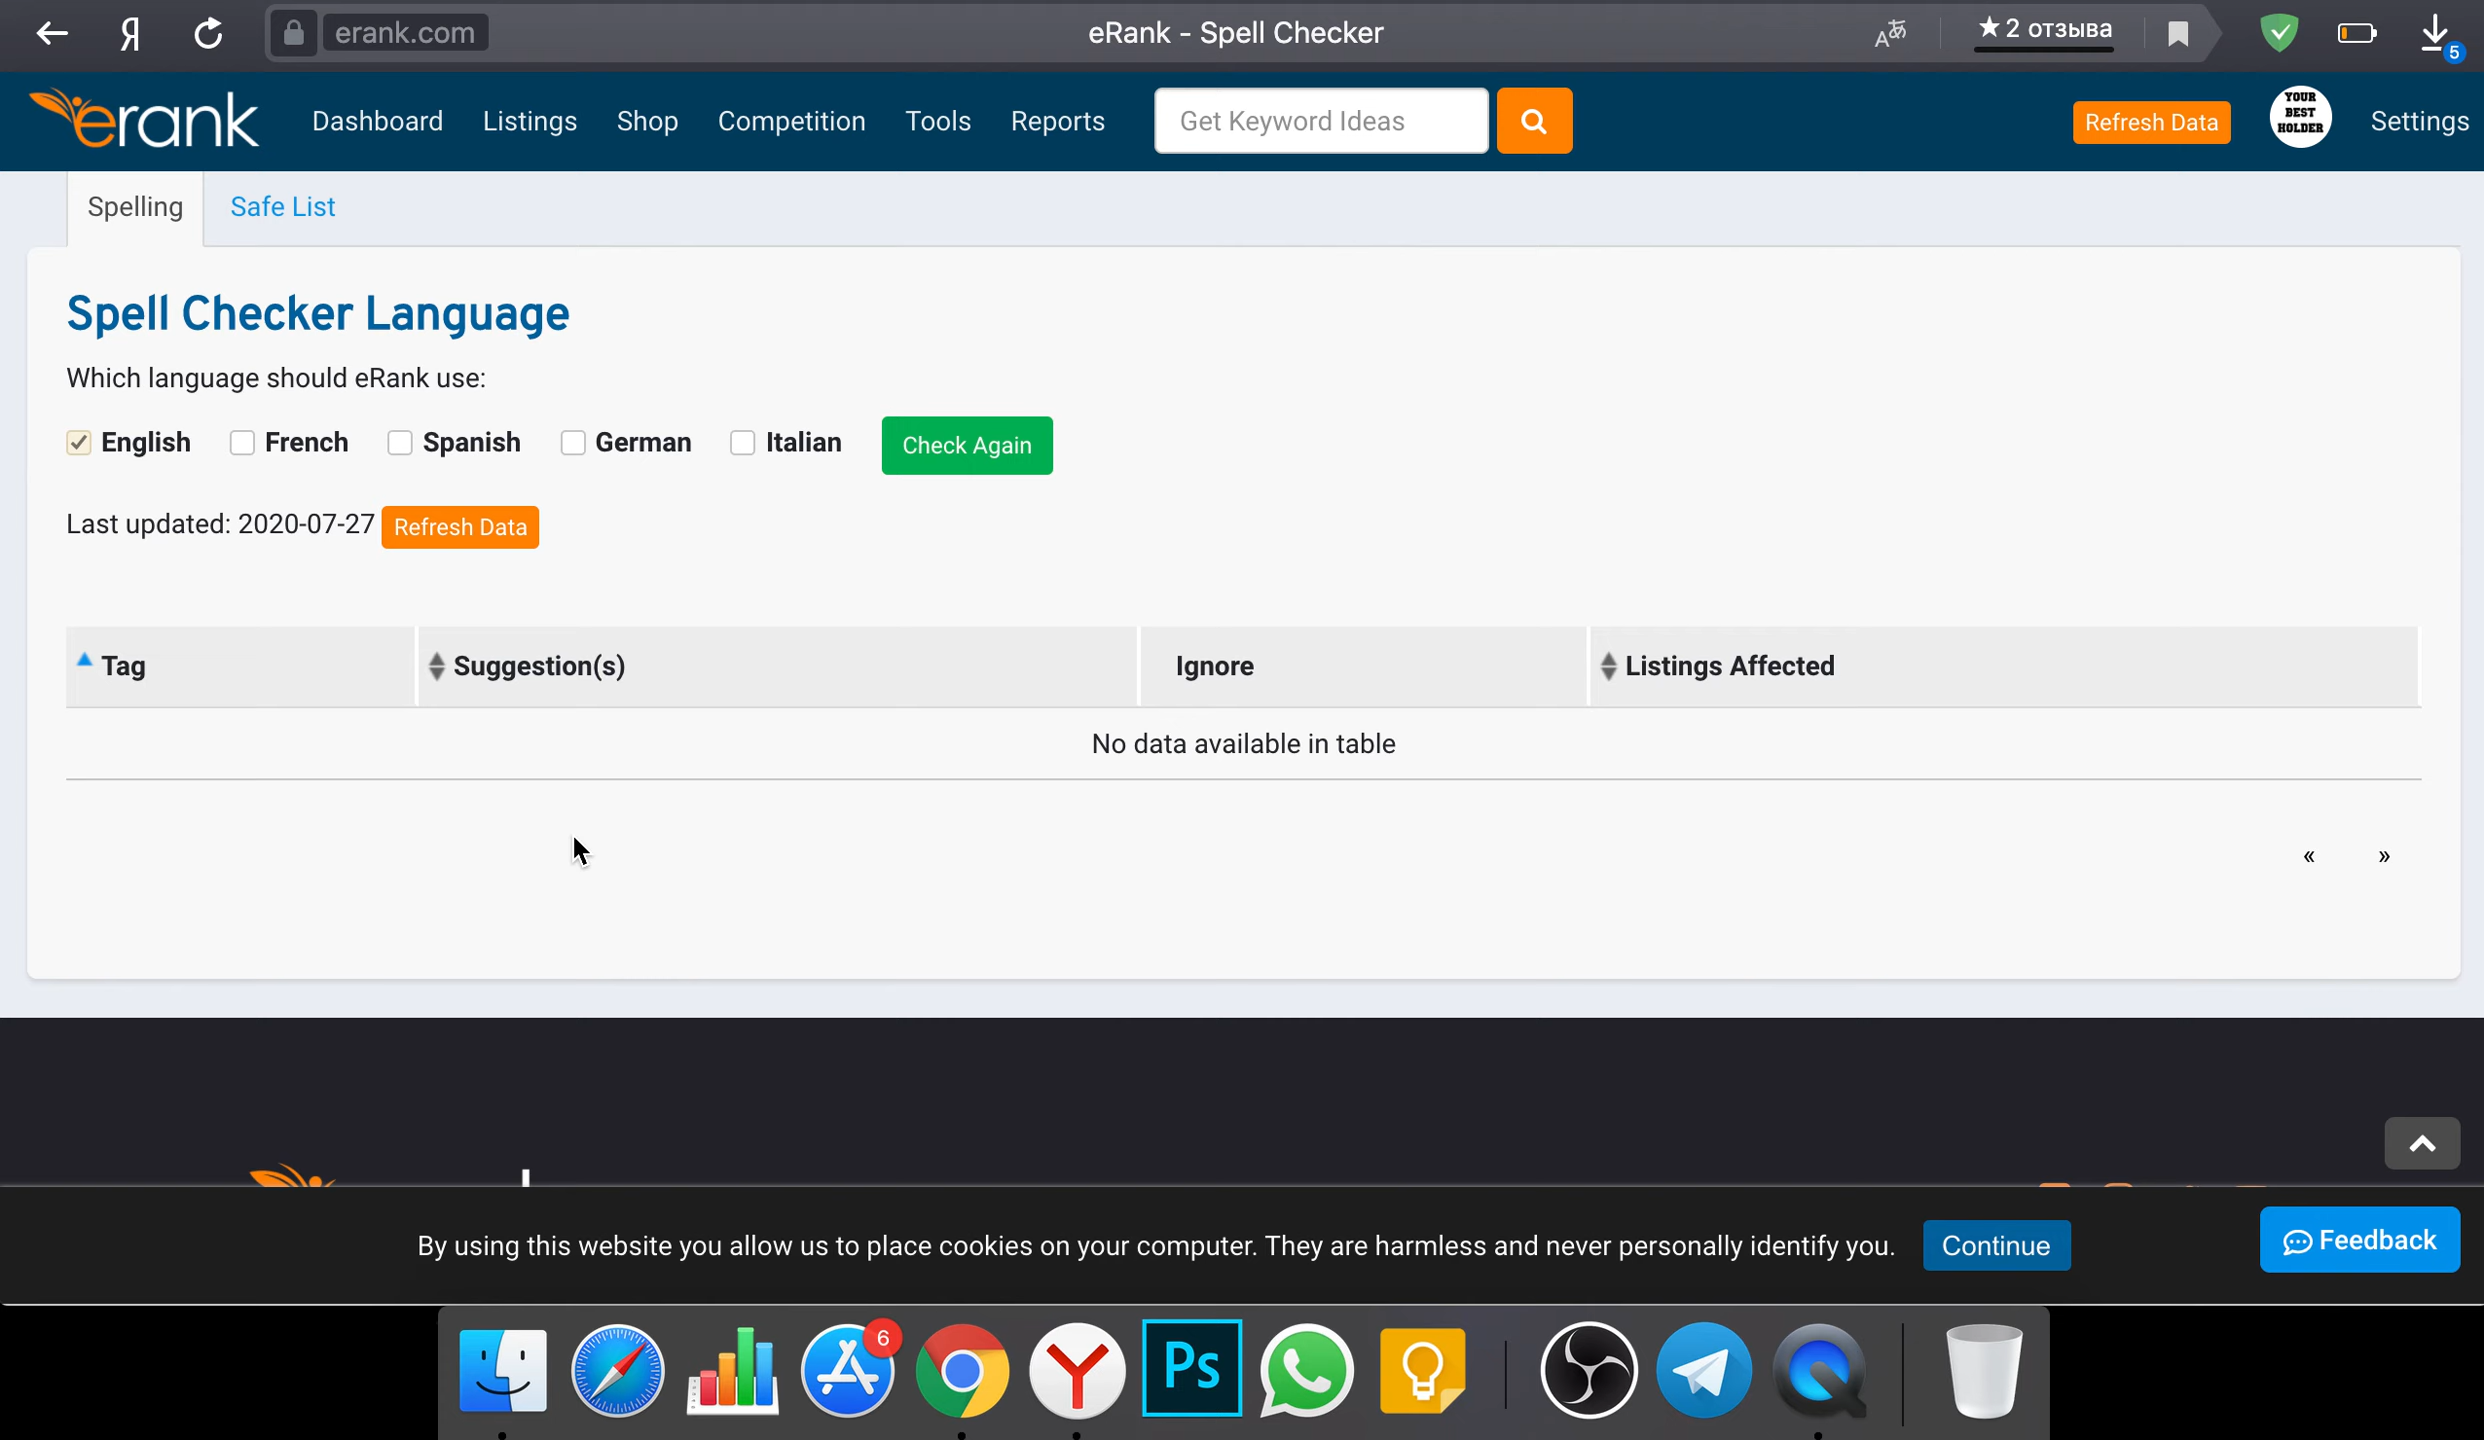 Я erank.com eRank - Spell Checker Aあ ★ 2 отзыва 5
erank Dashboard Listings Shop Competition Tools Reports Get Keyword Ideas Refresh Data YOUR BEST HOLDER Settings
Spelling Safe List
Spell Checker Language
Which language should eRank use:
English French Spanish German Italian Check Again
Last updated: 2020-07-27 Refresh Data
Tag Suggestion(s) Ignore Listings Affected
No data available in table
« »
By using this website you allow us to place cookies on your computer. They are harmless and never personally identify you. Continue Feedback
6 Ps